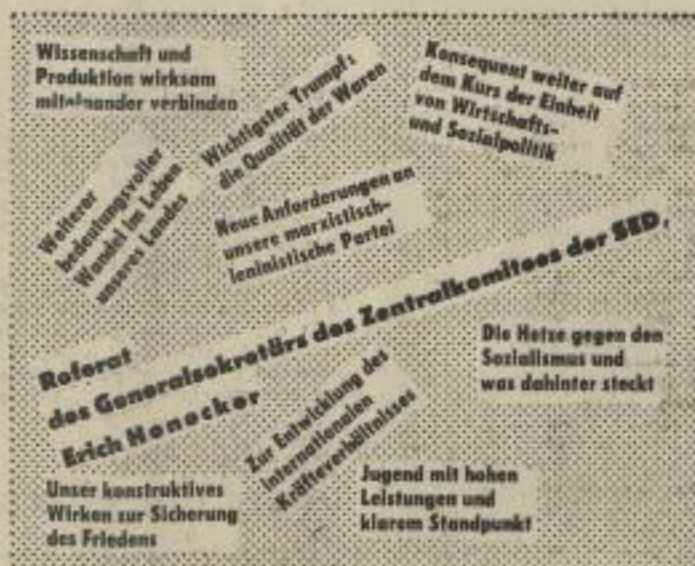 Wissenschaft und
Produktion wirksam
miteinander verbinden
Wichtigster Trumpf:
die Qualität der Waren
Konsequent weiter auf
dem Kurs der Einheit
von Wirtschafts-
und Sozialpolitik
Weiterer
bedeutungsvoller
Wandel im Leben
unseres Landes
Neue Anforderungen an
unsere marxistisch-
leninistische Partei
Referat
des Generalsekretärs des Zentralkomitees der SED,
Erich Honecker
Die Hetze gegen den
Sozialismus und
was dahinter steckt
Zur Entwicklung des
internationalen
Kräfteverhältnisses
Unser konstruktives
Wirken zur Sicherung
des Friedens
Jugend mit hohen
Leistungen und
klarem Standpunkt